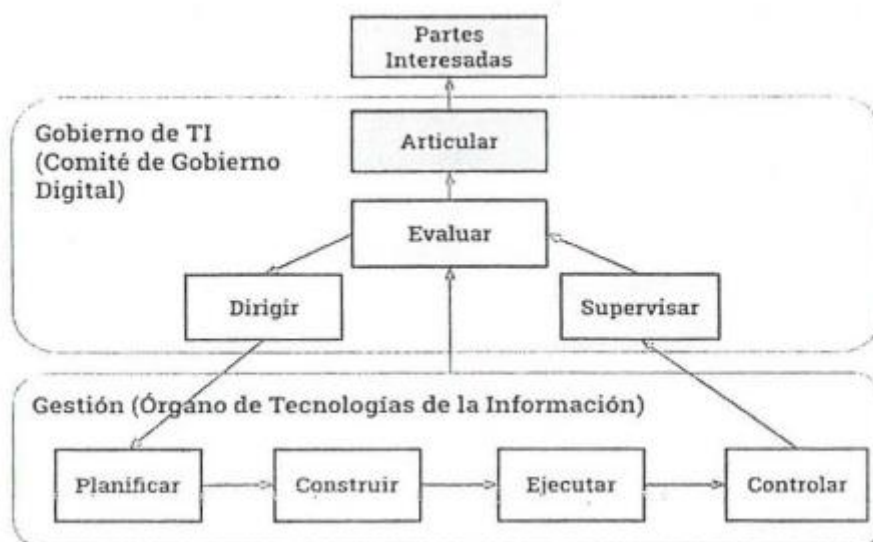 Partes
Interesadas
Gobierno de TI
(Comité de Gobierno
Digital)
Articular
Evaluar
Dirigir
Supervisar
Gestión (Órgano de Tecnologías de la Información)
Planificar
Construir
Ejecutar
Controlar